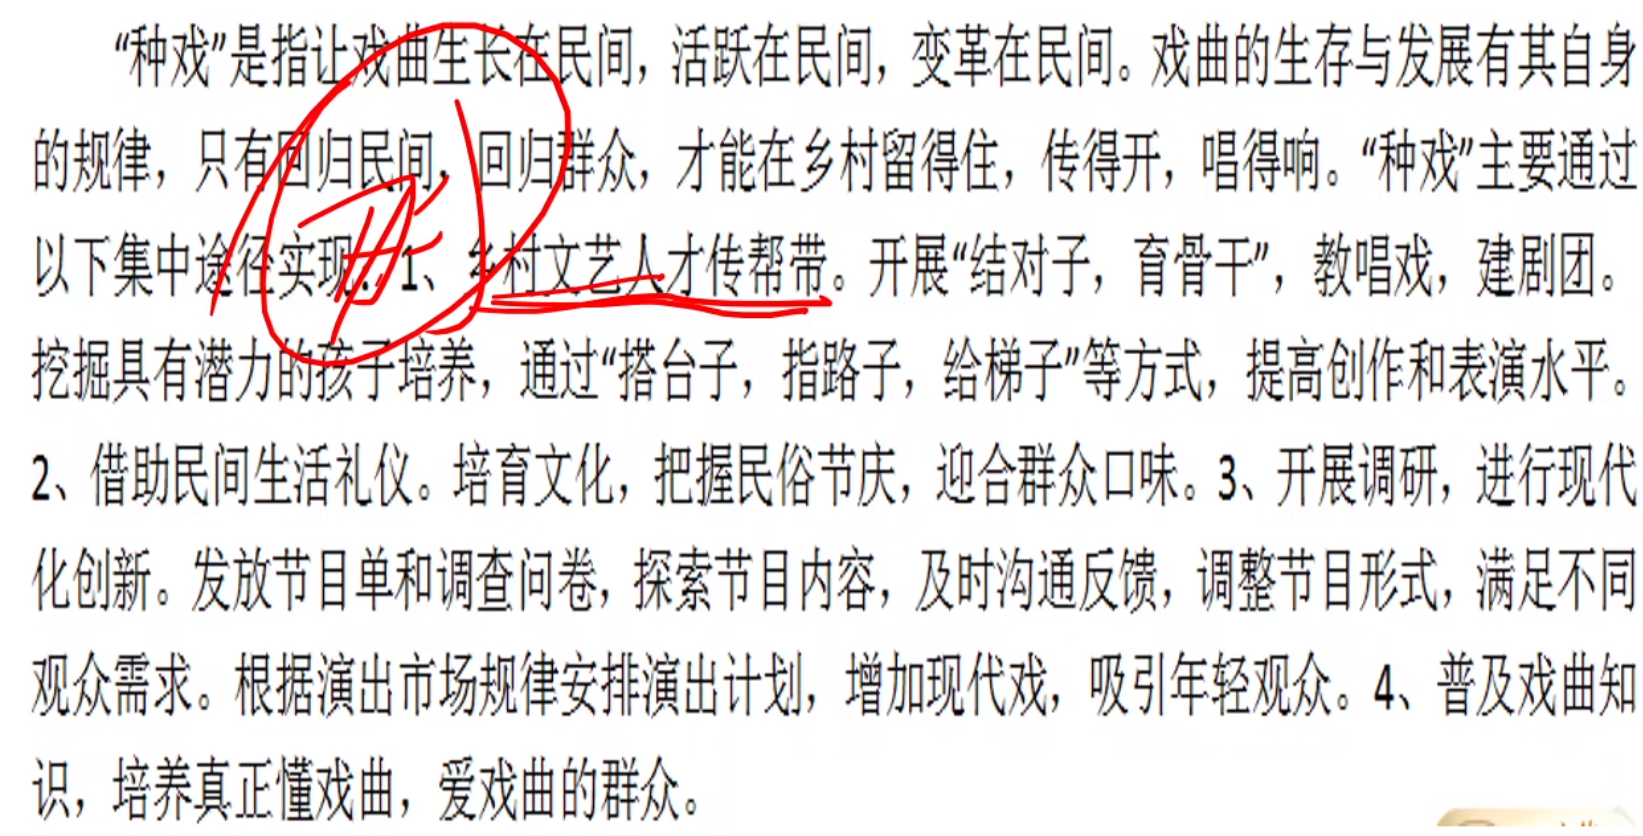 “种戏”是指让戏曲生长在民间，活跃在民间，变革在民间。戏曲的生存与发展有其自身
的规律，只有回归民间，回归群众，才能在乡村留得住，传得开，唱得响。“种戏”主要通过
以下集中途径实现：1、乡村文艺人才传帮带。开展“结对子，育骨干”，教唱戏，建剧团。
挖掘具有潜力的孩子培养，通过“搭台子，指路子，给梯子”等方式，提高创作和表演水平。
2、借助民间生活礼仪。培育文化，把握民俗节庆，迎合群众口味。3、开展调研，进行现代
化创新。发放节目单和调查问卷，探索节目内容，及时沟通反馈，调整节目形式，满足不同
观众需求。根据演出市场规律安排演出计划，增加现代戏，吸引年轻观众。4、普及戏曲知
识，培养真正懂戏曲，爱戏曲的群众。